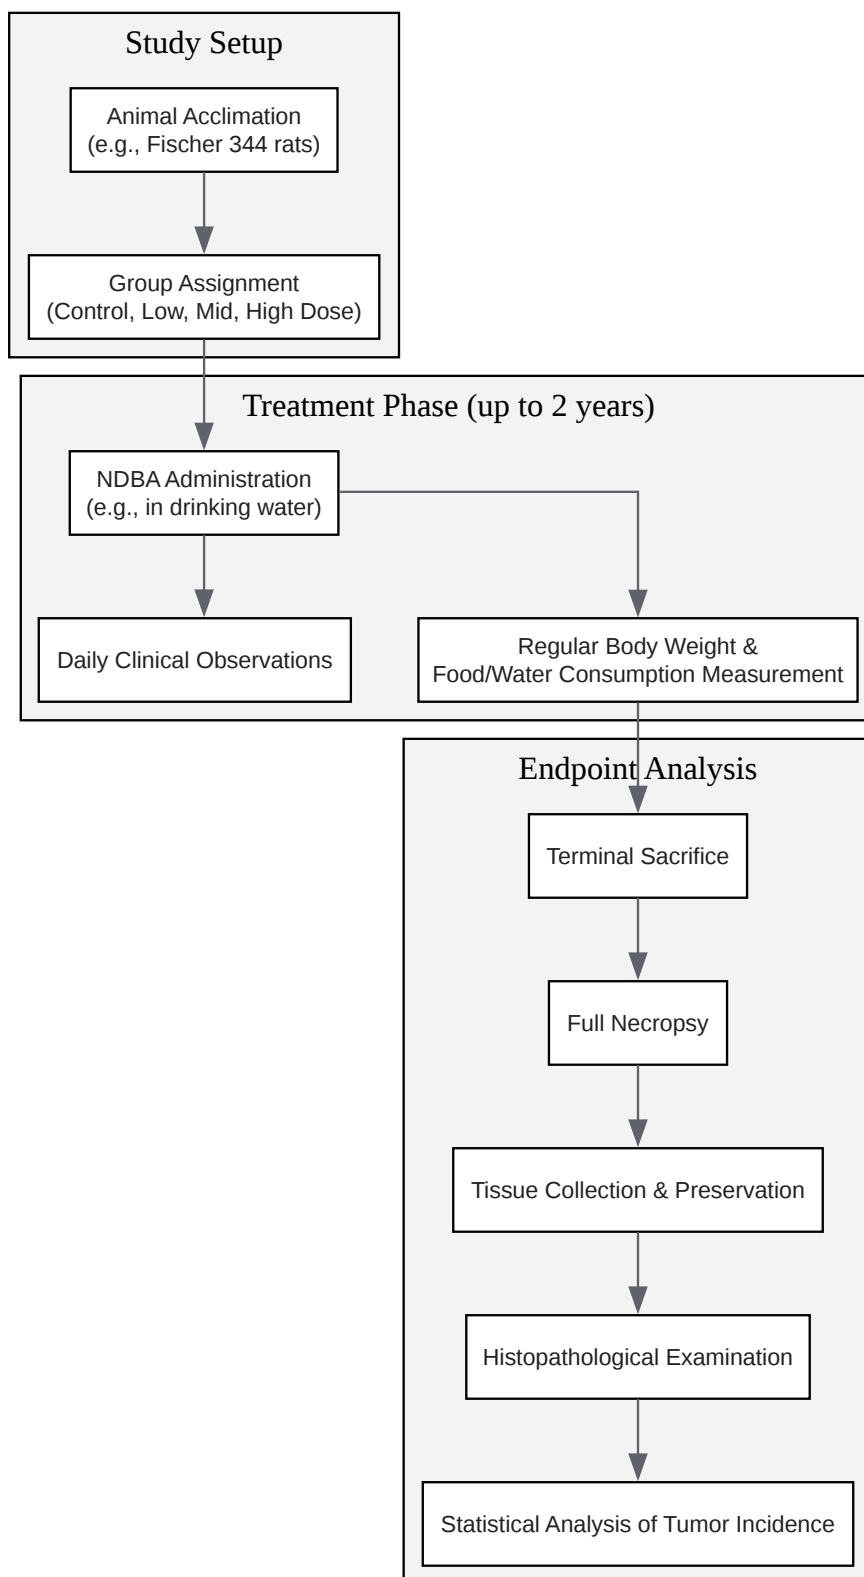 Study Setup
Animal Acclimation
(e.g., Fischer 344 rats)
Group Assignment
(Control, Low, Mid, High Dose)
Treatment Phase (up to 2 years)
NDBA Administration
(e.g., in drinking water)
Daily Clinical Observations
Regular Body Weight &
Food/Water Consumption Measurement
Endpoint Analysis
Terminal Sacrifice
Full Necropsy
Tissue Collection & Preservation
Histopathological Examination
Statistical Analysis of Tumor Incidence